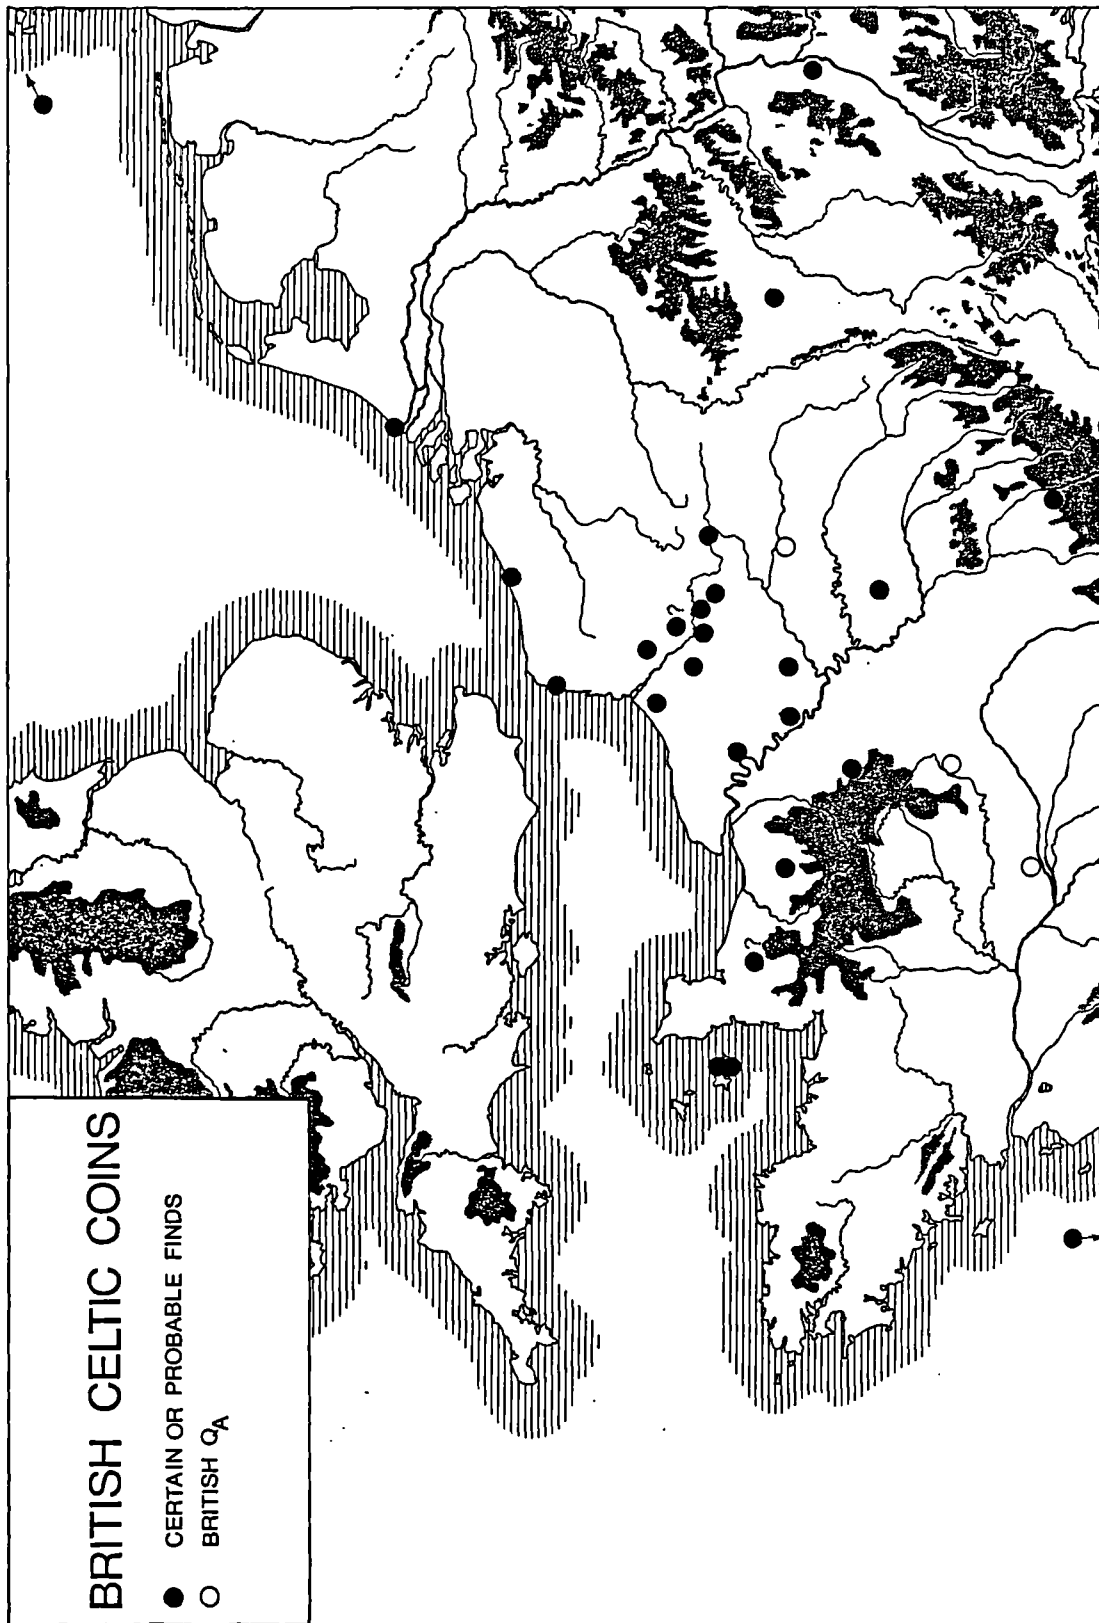 BRITISH CELTIC COINS
● CERTAIN OR PROBABLE FINDS
○ BRITISH QA
?
?